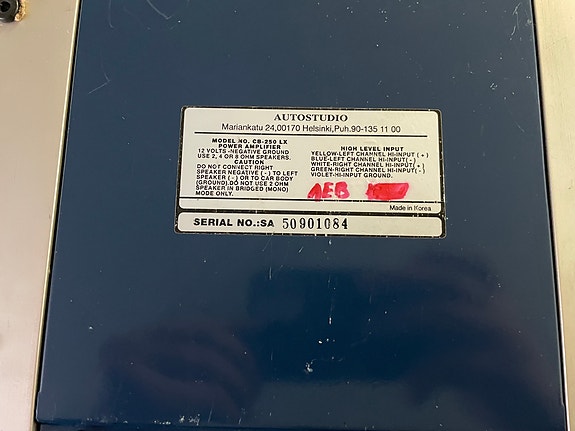 AUTOSTUDIO
Mariankatu 24,00170 Helsinki,Puh.90-135 11 00
MODEL NO. CB-250 LX
POWER AMPLIFIER
12 VOLTS -NEGATIVE GROUND
USE 2, 4 OR 8 OHM SPEAKERS.
CAUTION
DO NOT CONNECT RIGHT
SPEAKER NEGATIVE (-) TO LEFT
SPEAKER (-) OR TO CAR BODY
(GROUND).DO NOT USE 2 OHM
SPEAKER IN BRIDGED (MONO)
MODE ONLY.
HIGH LEVEL INPUT
YELLOW-LEFT CHANNEL HI-INPUT (+)
BLUE-LEFT CHANNEL HI-INPUT(-)
WHITE-RIGHT CHANNEL HI-INPUT (+)
GREEN-RIGHT CHANNEL HI-INPUT(-)
VIOLET-HI-INPUT GROUND.
AEB
Made in Korea
SERIAL NO.:SA 50901084